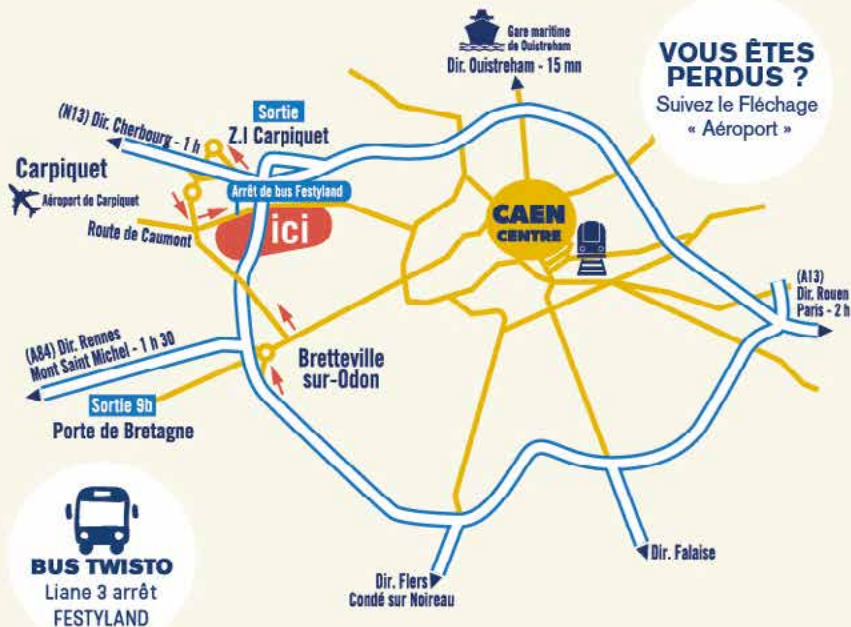 Gare maritime
de Ouistreham
Dir. Ouistreham - 15 mn
VOUS ÊTES
PERDUS ?
Suivez le Fléchage
« Aéroport »
(N13) Dir. Cherbourg - 1 h
Sortie
Z.I Carpiquet
Carpiquet
Aéroport de Carpiquet
Arrêt de bus Festyland
Route de Caumont
ici
CAEN
CENTRE
(A13)
Dir. Rouen
Paris - 2 h
(A84) Dir. Rennes
Mont Saint Michel - 1 h 30
Bretteville
sur-Odon
Sortie 9b
Porte de Bretagne
BUS TWISTO
Liane 3 arrêt
FESTYLAND
Dir. Flers
Condé sur Noireau
Dir. Falaise